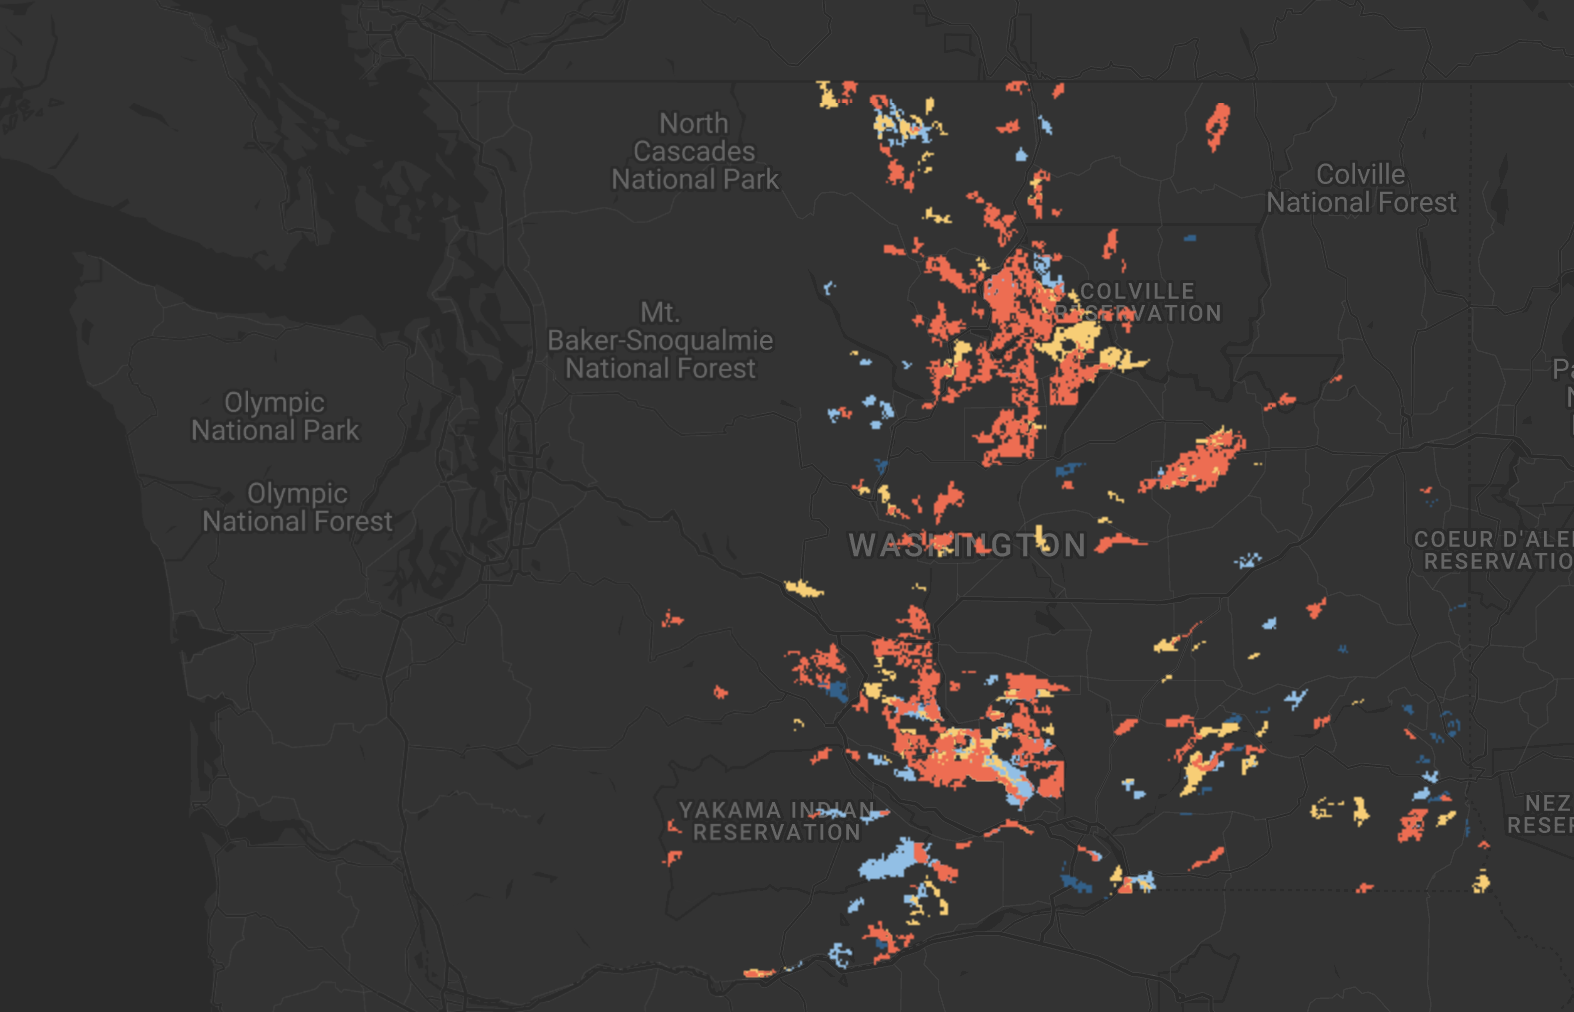 North
Cascades
National Park
Colville
National Forest
COLVILLE
RESERVATION
Mt.
Baker-Snoqualmie
National Forest
Olympic
National Park
Olympic
National Forest
WASHINGTON
COEUR D'ALE
RESERVATIO
YAKAMA INDIAN
RESERVATION
NEZ
RESER